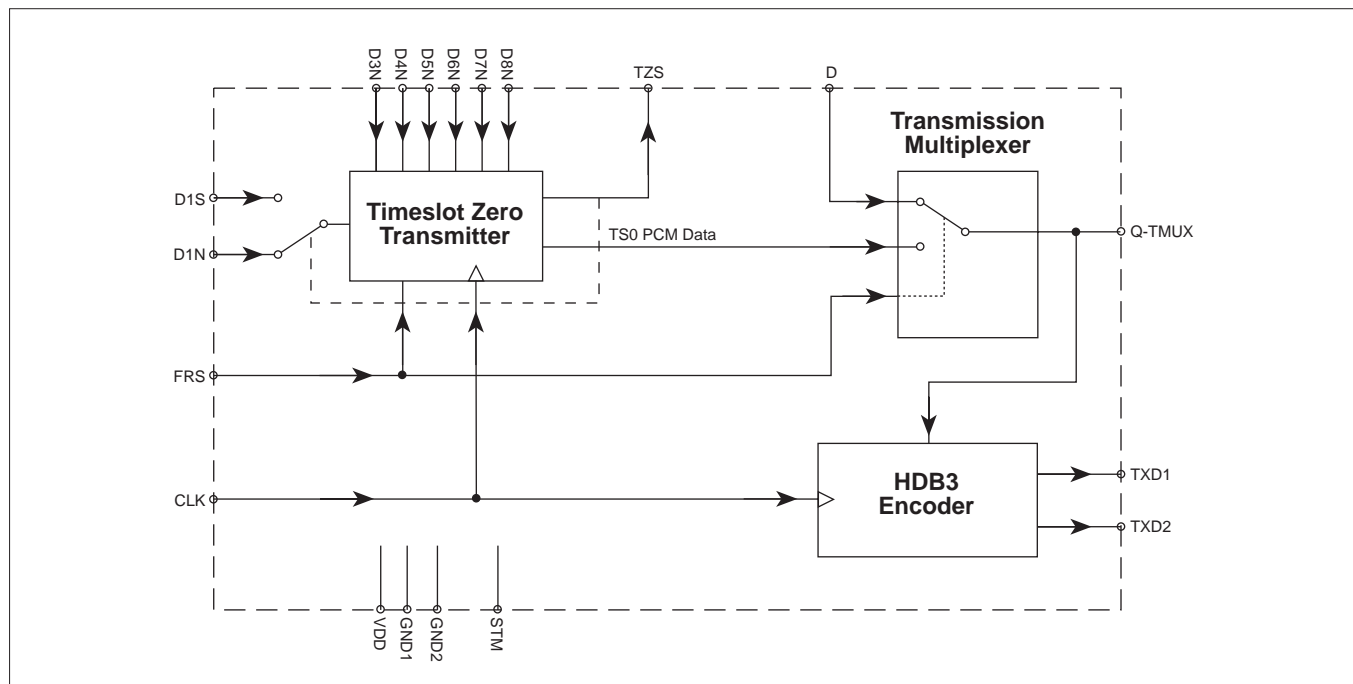 D3N
D4N
D5N
D6N
D7N
D8N
TZS
D
Transmission
Multiplexer
D1S
Timeslot Zero
Transmitter
D1N
TS0 PCM Data
Q-TMUX
FRS
HDB3
Encoder
TXD1
CLK
TXD2
VDD
GND1
GND2
STM